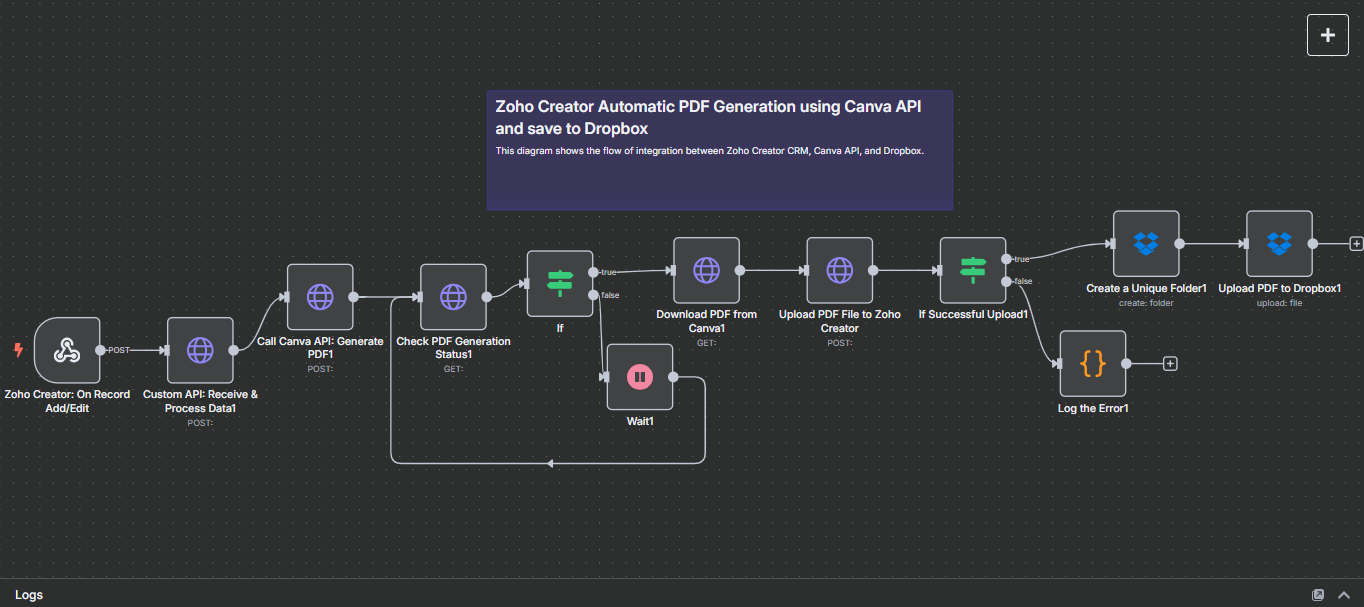 Zoho Creator Automatic PDF Generation using Canva API
and save to Dropbox
This diagram shows the flow of integration between Zoho Creator CRM, Canva API, and Dropbox.
POST
Zoho Creator: On Record
Add/Edit
Custom API: Receive &
Process Data1
POST:
Call Canva API: Generate
PDF1
POST:
Check PDF Generation
Status1
GET:
true
false
If
Wait1
Download PDF from
Canva1
GET:
Upload PDF File to Zoho
Creator
POST:
true
false
If Successful Upload1
Create a Unique Folder1
create: folder
Upload PDF to Dropbox1
upload: file
{}
Log the Error1
Logs